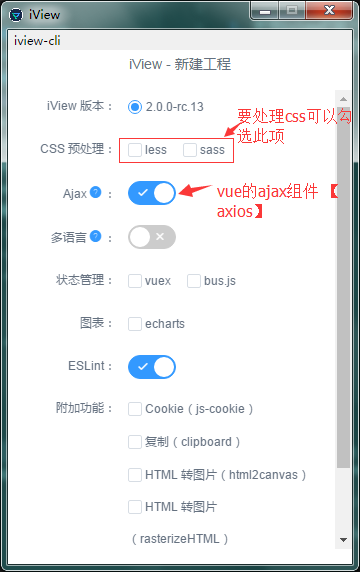 iView
iview-cli
iView - 新建工程
iView 版本：
2.0.0-rc.13
要处理css可以勾
选此项
CSS 预处理：
less
sass
Ajax ? ：
vue的ajax组件 【
axios】
多语言 ? ：
状态管理：
vuex
bus.js
图表：
echarts
ESLint：
附加功能：
Cookie（js-cookie）
复制（clipboard）
HTML 转图片（html2canvas）
HTML 转图片
（rasterizeHTML）